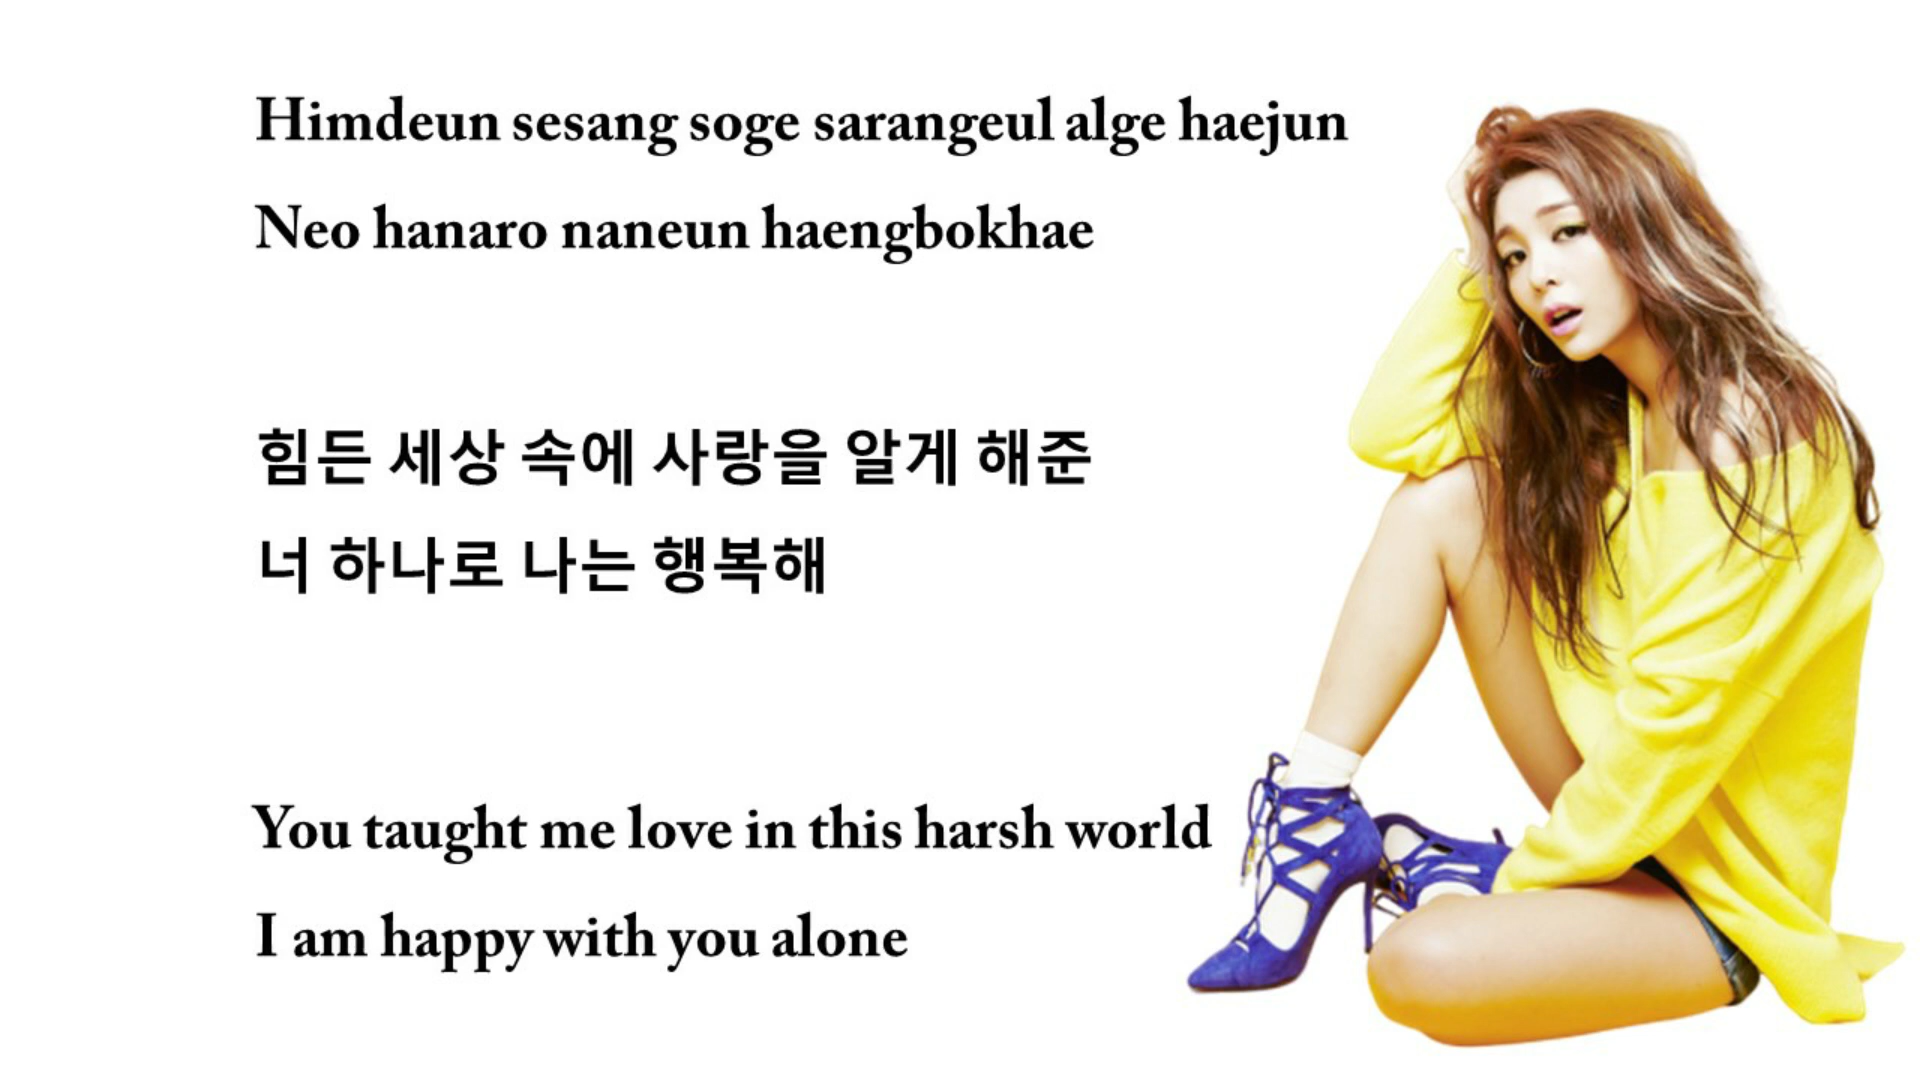 Himdeun sesang soge sarangeul alge haejun
Neo hanaro naneun haengbokhae
힘든 세상 속에 사랑을 알게 해준
너 하나로 나는 행복해
You taught me love in this harsh world
I am happy with you alone